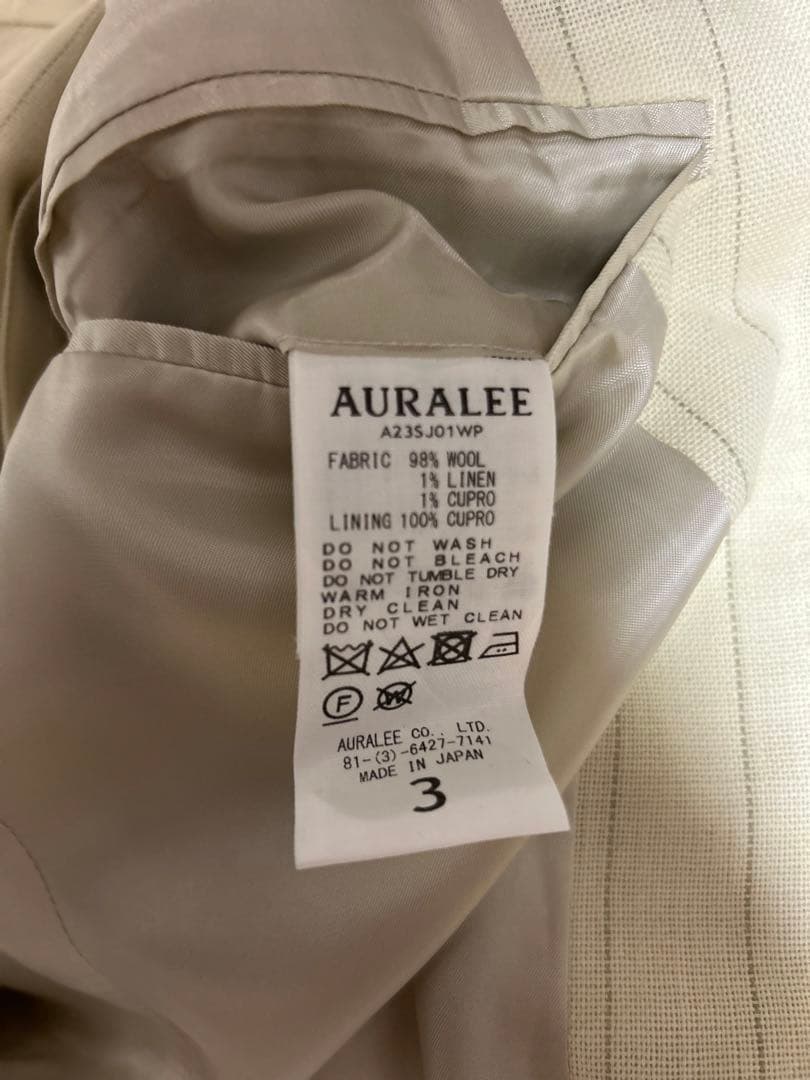 AURALEE
A23SJ01WP
FABRIC 98% WOOL
1% LINEN
1% CUPRO
LINING 100% CUPRO
DO NOT WASH
DO NOT BLEACH
DO NOT TUMBLE DRY
WARM IRON
DRY CLEAN
DO NOT WET CLEAN
F W
AURALEE CO., LTD.
81-(3)-6427-7141
MADE IN JAPAN
3